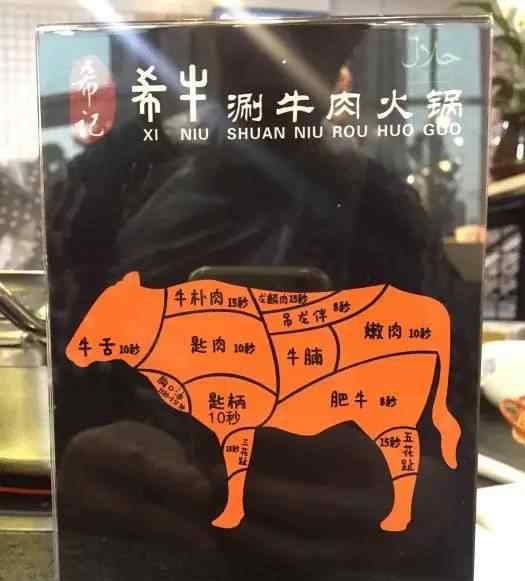 希记
希牛 涮牛肉火锅
حلال
XI NIU SHUAN NIU ROU HUO GUO
牛朴肉 15秒
15秒
吊龙伴 8秒
牛舌 10秒
匙肉 10秒
牛腩
嫩肉 10秒
匙柄
10秒
肥牛 8秒
三花趾
15秒
五花趾